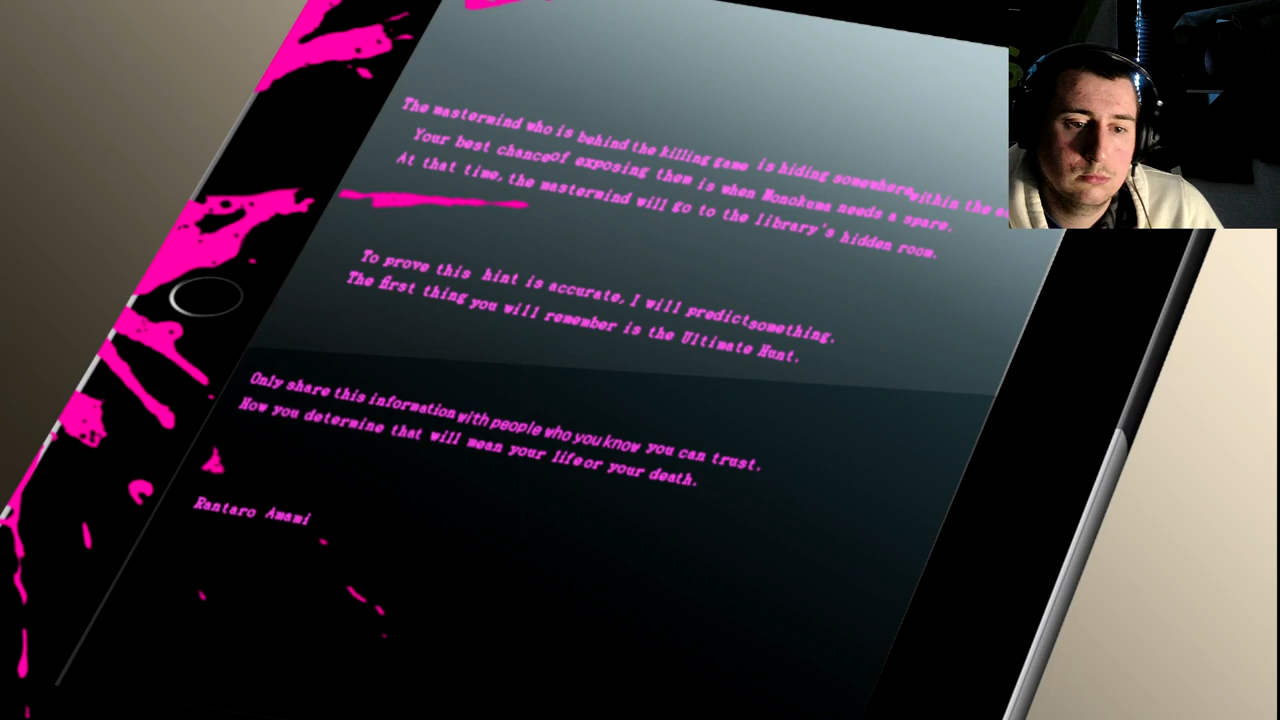 The mastermind who is behind the killing game is hiding somewhere within the
Your best chance of exposing them is when Monokuma needs a spare.
At that time, the mastermind will go to the library's hidden room.
To prove this hint is accurate, I will predict something.
The first thing you will remember is the Ultimate Hunt.
Only share this information with people who you know you can trust.
How you determine that will mean your life or your death.
Rantaro Amami